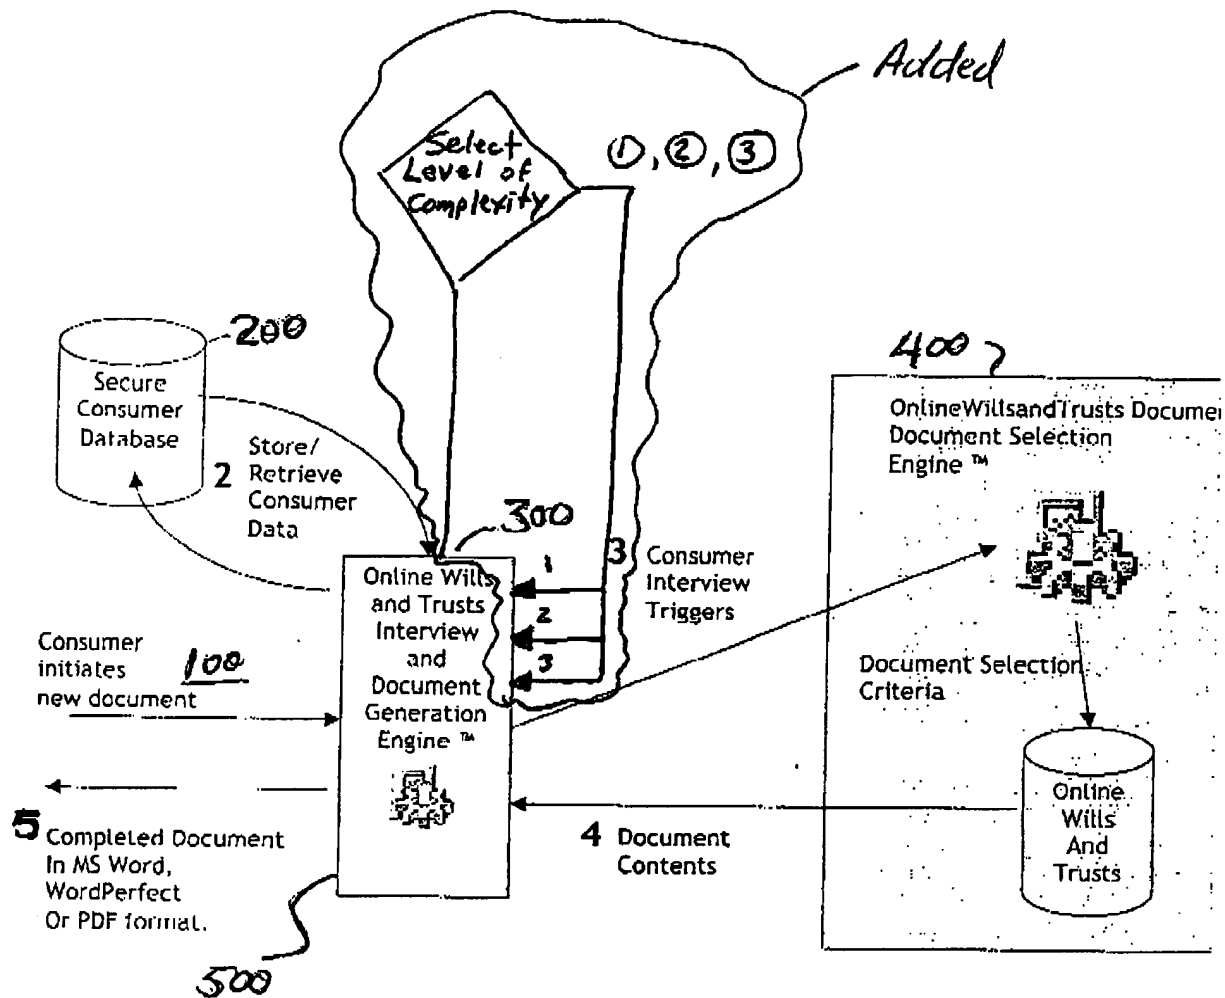 Added
Select
Level of
Complexity
1, 2, 3
200
Secure
Consumer
Database
2 Store/
Retrieve
Consumer
Data
400
OnlineWillsandTrusts Docume
Document Selection
Engine ™
300
Online Wills
and Trusts
Interview
and
Document
Generation
Engine ™
1
2
3
3 Consumer
Interview
Triggers
Consumer
initiates 100
new document
Document Selection
Criteria
Online
Wills
And
Trusts
4 Document
Contents
5 Completed Document
In MS Word,
WordPerfect
Or PDF format.
500